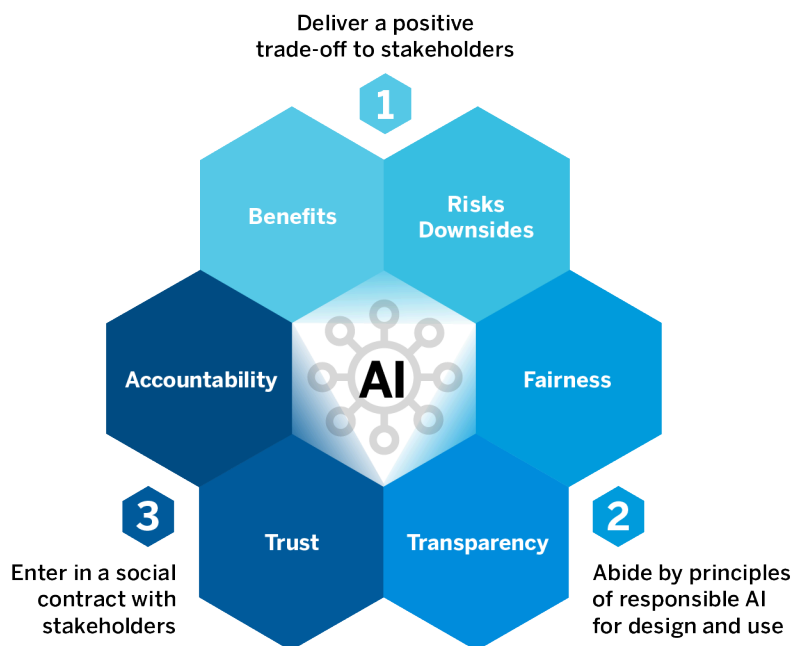 Deliver a positive
trade-off to stakeholders
1
Benefits
Risks
Downsides
Accountability
AI
Fairness
Trust
Transparency
3
Enter in a social
contract with
stakeholders
2
Abide by principles
of responsible AI
for design and use